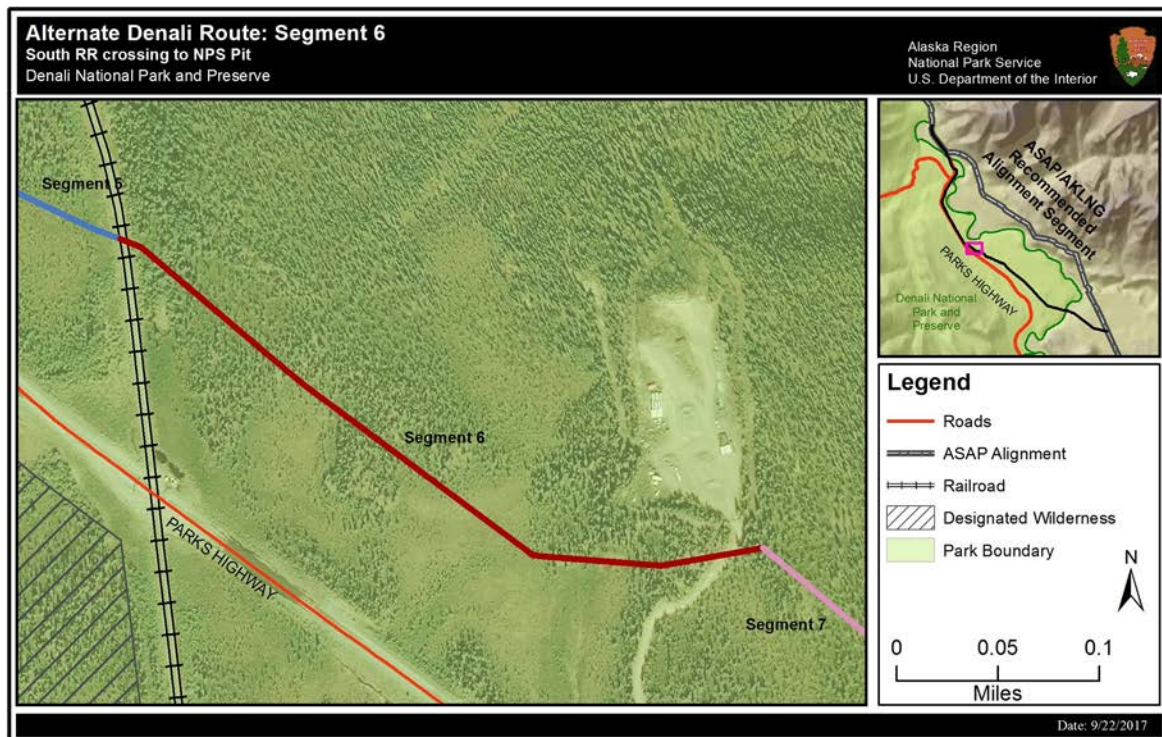 Alternate Denali Route: Segment 6
South RR crossing to NPS Pit
Denali National Park and Preserve
Alaska Region
National Park Service
U.S. Department of the Interior
Segment 5
Segment 6
PARKS HIGHWAY
Segment 7
ASAP/AKLNG
Recommended
Alignment Segment
PARKS HIGHWAY
Denali National
Park and
Preserve
Legend
Roads
ASAP Alignment
Railroad
Designated Wilderness
Park Boundary
N
0 0.05 0.1
Miles
Date: 9/22/2017